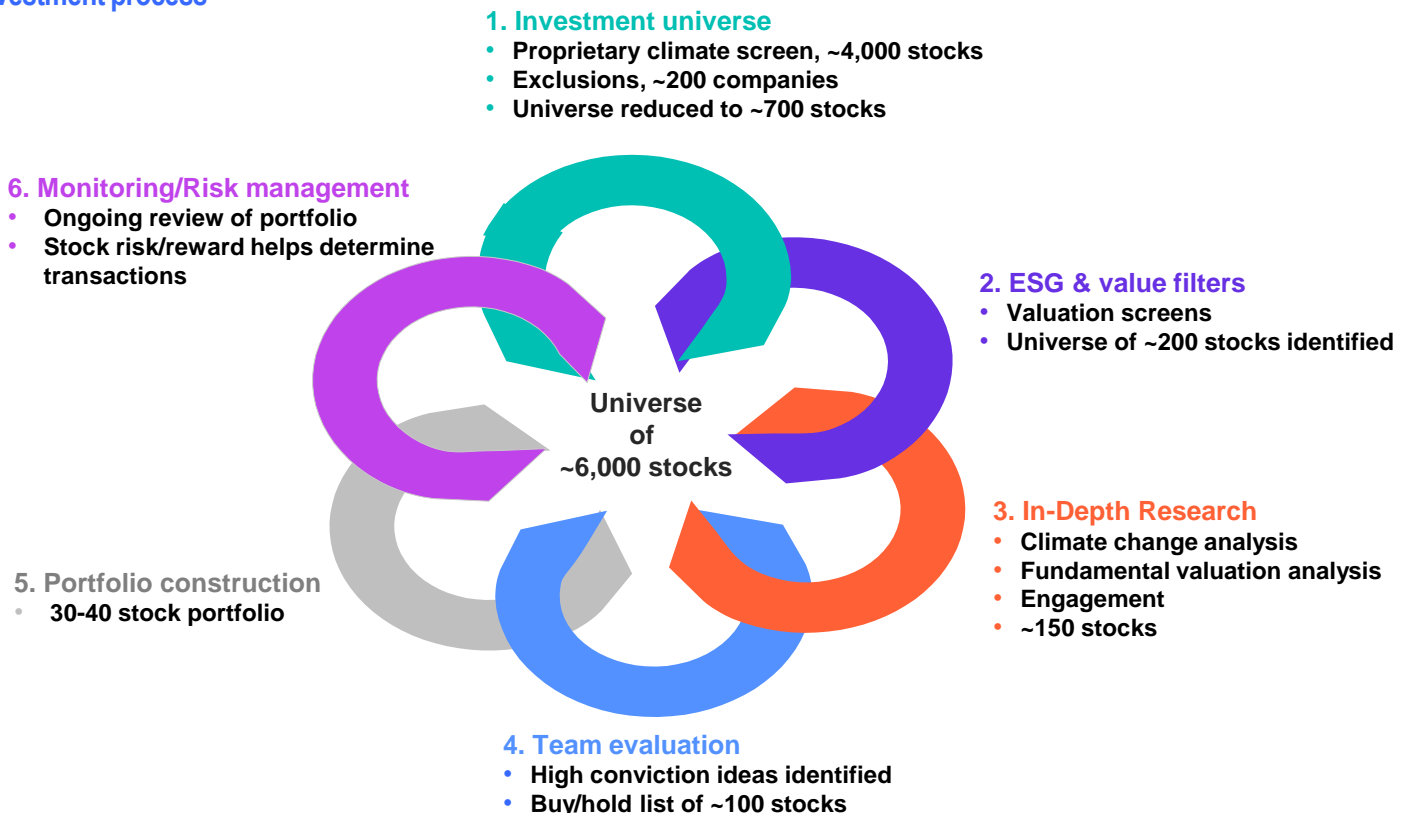 process
1. Investment universe
• Proprietary climate screen, ~4,000 stocks
• Exclusions, ~200 companies
• Universe reduced to ~700 stocks
6. Monitoring/Risk management
• Ongoing review of portfolio
• Stock risk/reward helps determine
transactions
2. ESG & value filters
• Valuation screens
• Universe of ~200 stocks identified
Universe
of
~6,000 stocks
3. In-Depth Research
• Climate change analysis
• Fundamental valuation analysis
• Engagement
• ~150 stocks
5. Portfolio construction
• 30-40 stock portfolio
4. Team evaluation
• High conviction ideas identified
• Buy/hold list of ~100 stocks